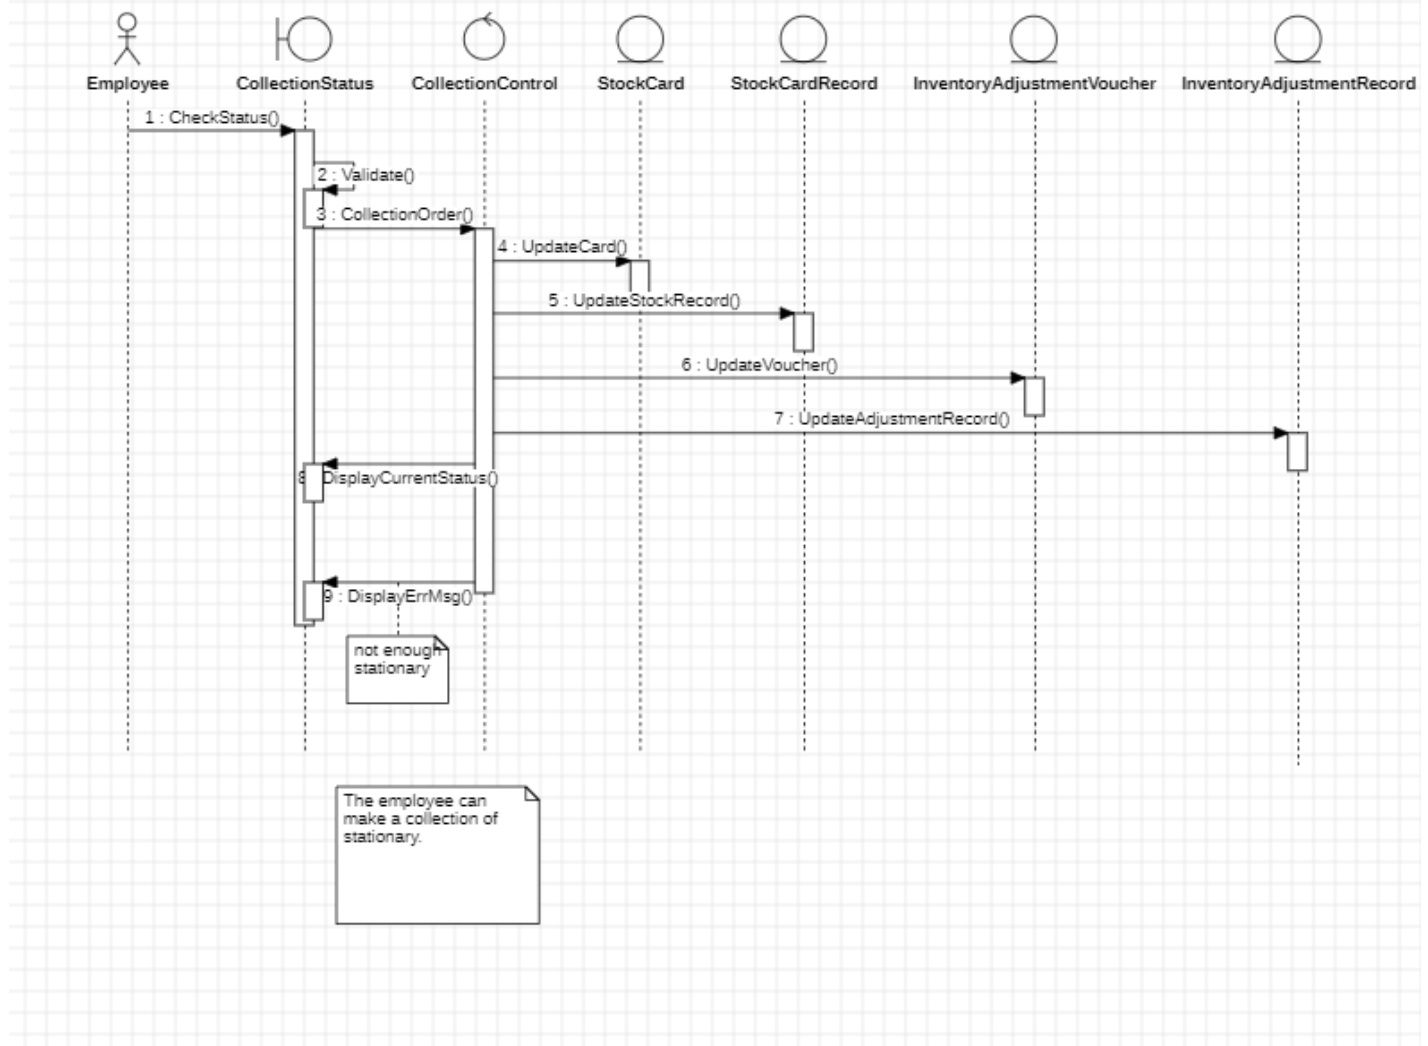 Employee
CollectionStatus
CollectionControl
StockCard
StockCardRecord
InventoryAdjustmentVoucher
InventoryAdjustmentRecord
1 : CheckStatus()
2 : Validate()
3 : CollectionOrder()
4 : UpdateCard()
5 : UpdateStockRecord()
6 : UpdateVoucher()
7 : UpdateAdjustmentRecord()
8 : DisplayCurrentStatus()
9 : DisplayErrMsg()
not enough
stationary
The employee can
make a collection of
stationary.